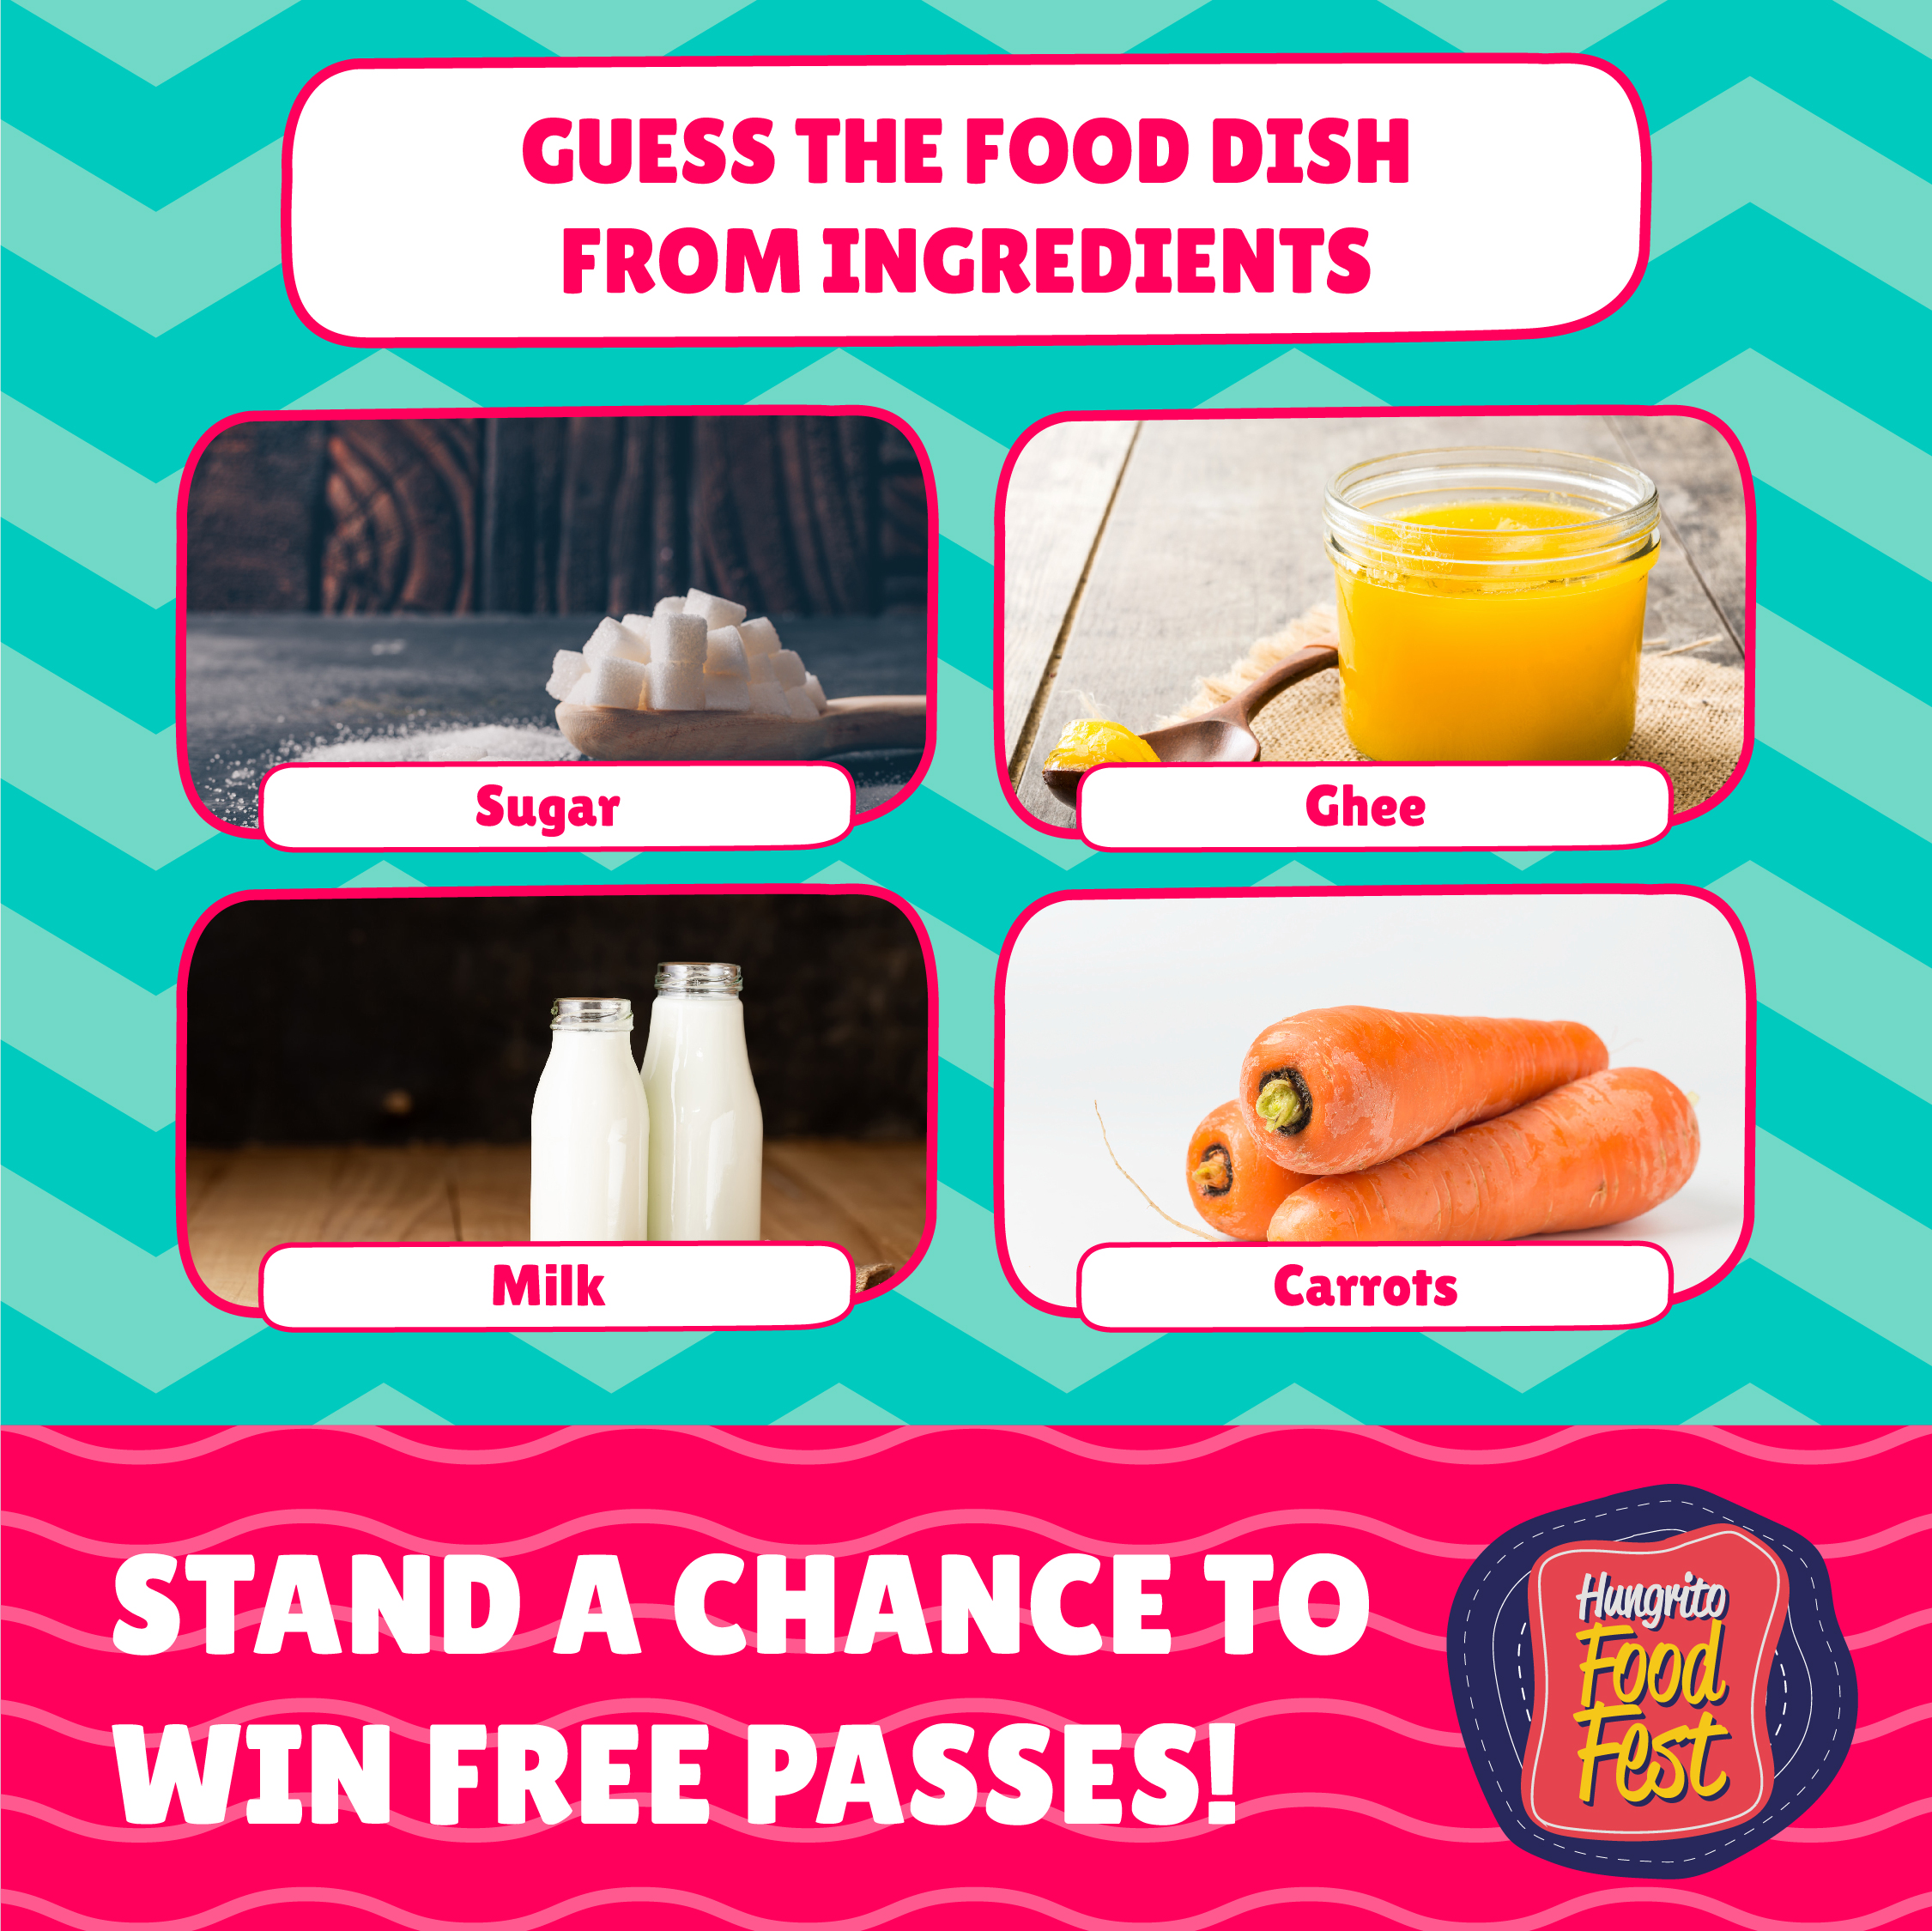 GUESS THE FOOD DISH
FROM INGREDIENTS
Sugar
Ghee
Milk
Carrots
STAND A CHANCE TO
WIN FREE PASSES!
Hungrito
Food
Fest